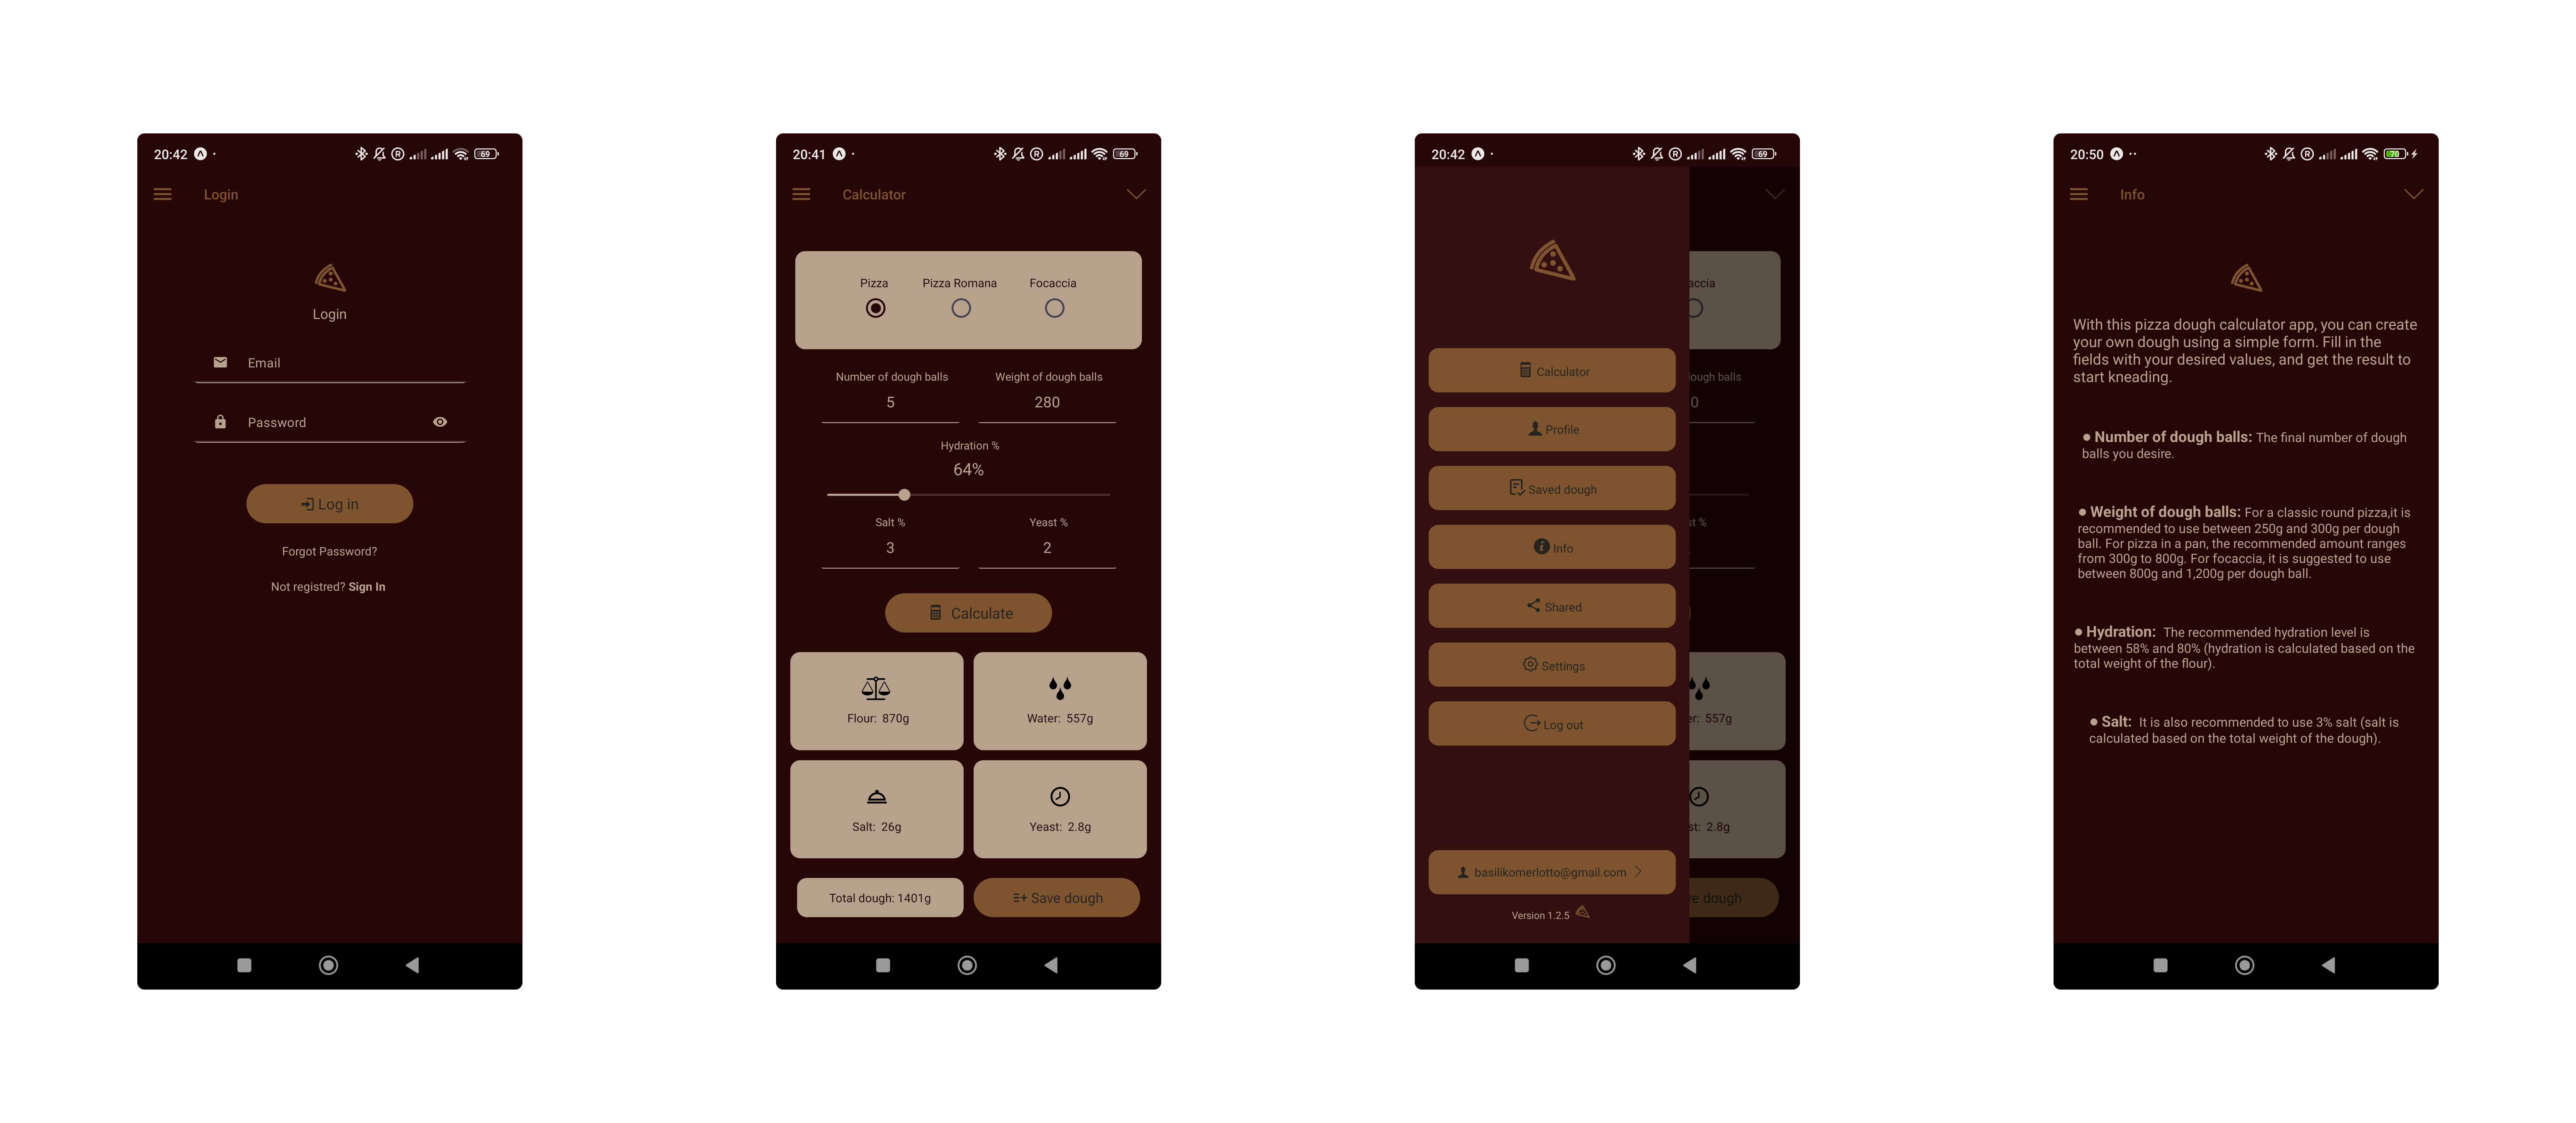 20:42
69
Login
Login
Email
Password
Log in
Forgot Password?
Not registred? Sign In
20:41
69
Calculator
Pizza Pizza Romana Focaccia
Number of dough balls Weight of dough balls
5 280
Hydration %
64%
Salt % Yeast %
3 2
Calculate
Flour: 870g Water: 557g
Salt: 26g Yeast: 2.8g
Total dough: 1401g Save dough
20:42
69
accia
Calculator
ough balls
Profile
0
Saved dough
st %
Info
Shared
Settings
er: 557g
Log out
st: 2.8g
basilikomerlotto@gmail.com
ve dough
Version 1.2.5
20:50
70
Info
With this pizza dough calculator app, you can create
your own dough using a simple form. Fill in the
fields with your desired values, and get the result to
start kneading.
● Number of dough balls: The final number of dough
balls you desire.
● Weight of dough balls: For a classic round pizza,it is
recommended to use between 250g and 300g per dough
ball. For pizza in a pan, the recommended amount ranges
from 300g to 800g. For focaccia, it is suggested to use
between 800g and 1,200g per dough ball.
● Hydration: The recommended hydration level is
between 58% and 80% (hydration is calculated based on the
total weight of the flour).
● Salt: It is also recommended to use 3% salt (salt is
calculated based on the total weight of the dough).